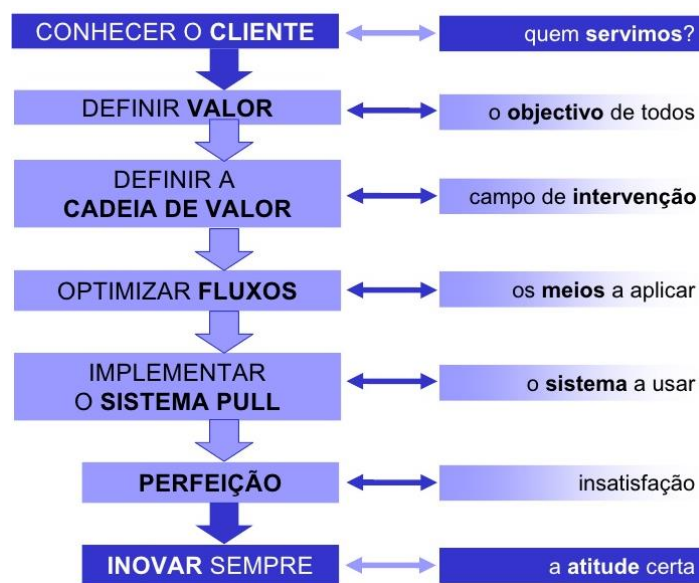 CONHECER O CLIENTE
quem servimos?
DEFINIR VALOR
o objectivo de todos
DEFINIR A
CADEIA DE VALOR
campo de intervenção
OPTIMIZAR FLUXOS
os meios a aplicar
IMPLEMENTAR
O SISTEMA PULL
o sistema a usar
PERFEIÇÃO
insatisfação
INOVAR SEMPRE
a atitude certa